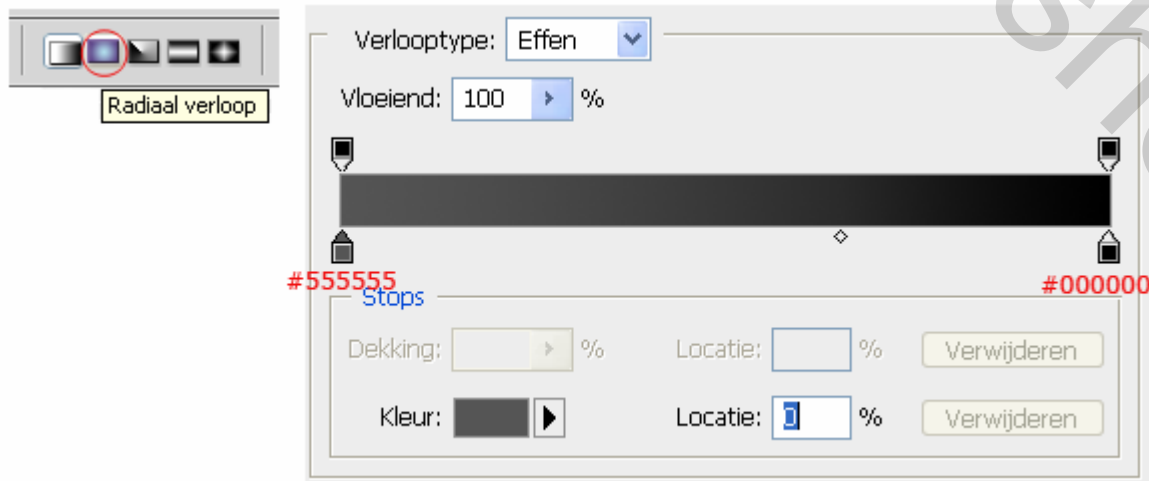 Radiaal verloop
Verlooptype: Effen
Vloeiend: 100 %
#555555
#000000
Stops
Dekking: % Locatie: % Verwijderen
Kleur: Locatie: 0 % Verwijderen